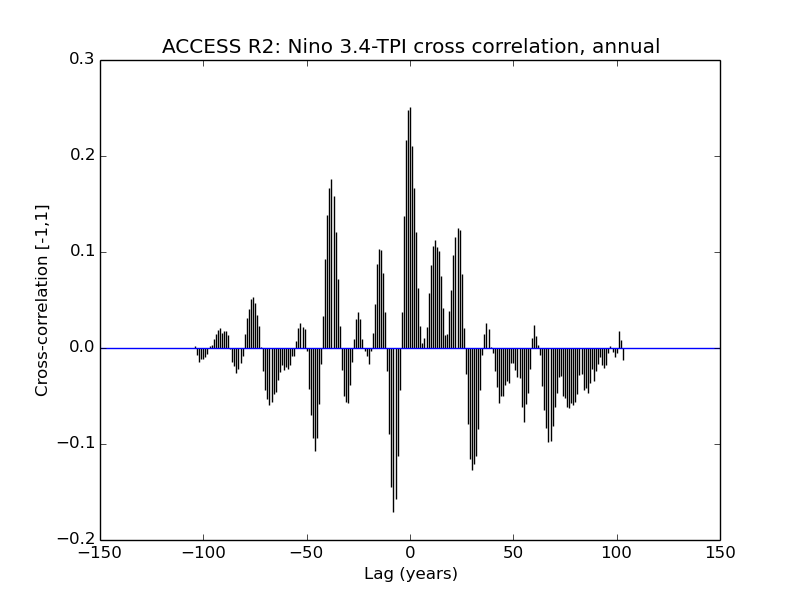 ACCESS R2: Nino 3.4-TPI cross correlation, annual
0.3
0.2
0.1
0.0
−0.1
−0.2
Cross-correlation [-1,1]
−150 −100 −50 0 50 100 150
Lag (years)